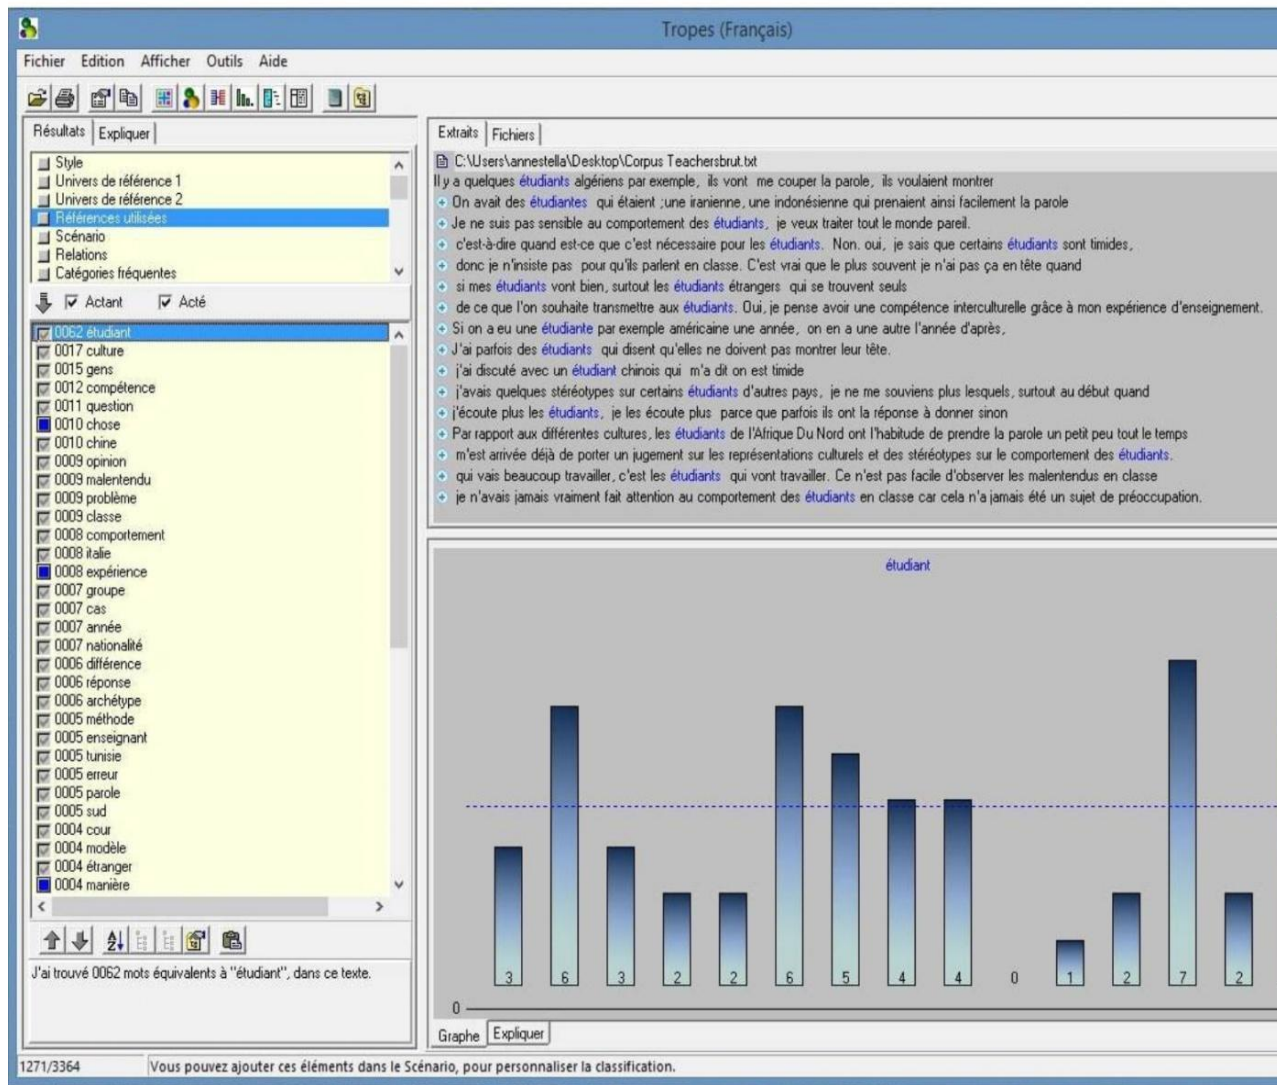 Tropes (Français)
Fichier Edition Afficher Outils Aide
Résultats Expliquer
Style
Univers de référence 1
Univers de référence 2
Références utilisées
Scénario
Relations
Catégories fréquentes
Actant Acté
0062 étudiant
0017 culture
0015 gens
0012 compétence
0011 question
0010 chose
0010 chine
0009 opinion
0009 malentendu
0009 problème
0009 classe
0008 comportement
0008 italie
0008 expérience
0007 groupe
0007 cas
0007 année
0007 nationalité
0006 différence
0006 réponse
0006 archétype
0005 méthode
0005 enseignant
0005 tunisie
0005 erreur
0005 parole
0005 sud
0004 cour
0004 modèle
0004 étranger
0004 manière
J'ai trouvé 0062 mots équivalents à "étudiant", dans ce texte.
Extraits Fichiers
C:\Users\annestella\Desktop\Corpus Teachersbrut.txt
Il y a quelques étudiants algériens par exemple, ils vont me couper la parole, ils voulaient montrer
On avait des étudiantes qui étaient ;une iranienne, une indonésienne qui prenaient ainsi facilement la parole
Je ne suis pas sensible au comportement des étudiants, je veux traiter tout le monde pareil.
c'est-à-dire quand est-ce que c'est nécessaire pour les étudiants. Non. oui, je sais que certains étudiants sont timides,
donc je n'insiste pas pour qu'ils parlent en classe. C'est vrai que le plus souvent je n'ai pas ça en tête quand
si mes étudiants vont bien, surtout les étudiants étrangers qui se trouvent seuls
de ce que l'on souhaite transmettre aux étudiants. Oui, je pense avoir une compétence interculturelle grâce à mon expérience d'enseignement.
Si on a eu une étudiante par exemple américaine une année, on en a une autre l'année d'après,
J'ai parfois des étudiants qui disent qu'elles ne doivent pas montrer leur tête.
j'ai discuté avec un étudiant chinois qui m'a dit on est timide
j'avais quelques stéréotypes sur certains étudiants d'autres pays, je ne me souviens plus lesquels, surtout au début quand
j'écoute plus les étudiants, je les écoute plus parce que parfois ils ont la réponse à donner sinon
Par rapport aux différentes cultures, les étudiants de l'Afrique Du Nord ont l'habitude de prendre la parole un petit peu tout le temps
m'est arrivée déjà de porter un jugement sur les représentations culturels et des stéréotypes sur le comportement des étudiants.
qui vais beaucoup travailler, c'est les étudiants qui vont travailler. Ce n'est pas facile d'observer les malentendus en classe
je n'avais jamais vraiment fait attention au comportement des étudiants en classe car cela n'a jamais été un sujet de préoccupation.
étudiant
3 6 3 2 2 6 5 4 4 0 1 2 7 2
0
Graphe Expliquer
1271/3364 Vous pouvez ajouter ces éléments dans le Scénario, pour personnaliser la classification.